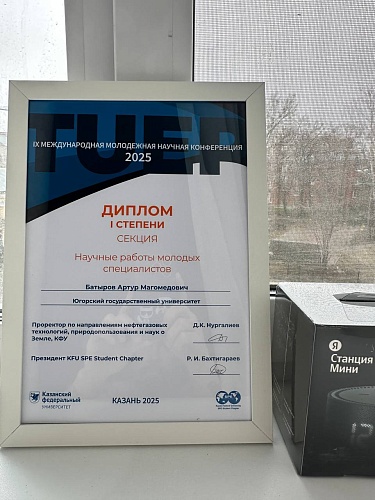 TUEP
IX МЕЖДУНАРОДНАЯ МОЛОДЕЖНАЯ НАУЧНАЯ КОНФЕРЕНЦИЯ
2025
ДИПЛОМ
I СТЕПЕНИ
СЕКЦИЯ
Научные работы молодых
специалистов
Батыров Артур Магомедович
Югорский государственный университет
Проректор по направлениям нефтегазовых
технологий, природопользования и наук о
Земле, КФУ
Д.К. Нургалиев
Президент KFU SPE Student Chapter
Р. И. Бахтигараев
Казанский
федеральный
УНИВЕРСИТЕТ
КАЗАНЬ 2025
Я
Станция
Мини